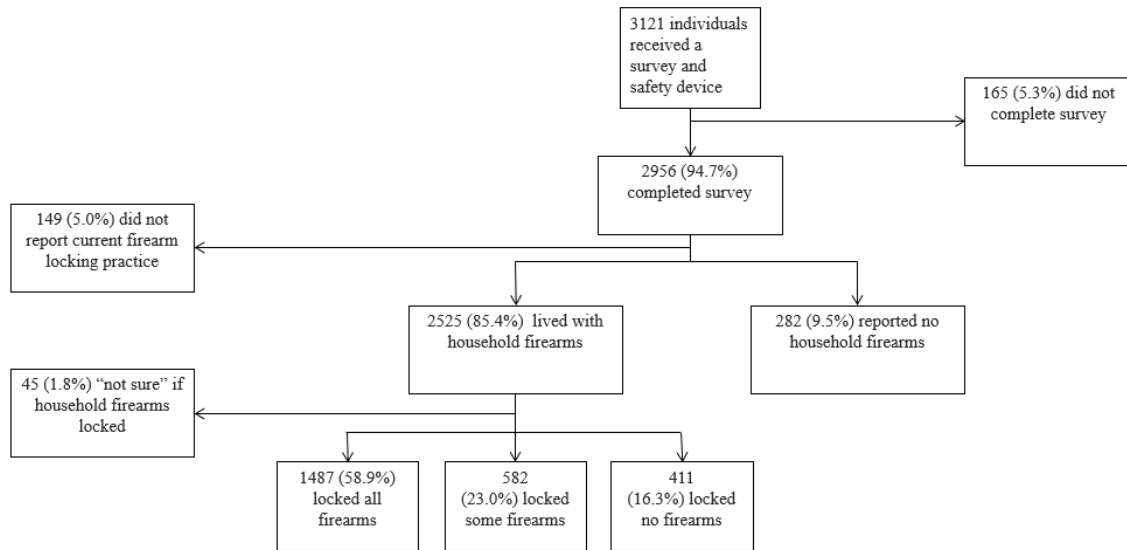 3121 individuals
received a
survey and
safety device
165 (5.3%) did not
complete survey
2956 (94.7%)
completed survey
149 (5.0%) did not
report current firearm
locking practice
2525 (85.4%) lived with
household firearms
282 (9.5%) reported no
household firearms
45 (1.8%) “not sure” if
household firearms
locked
1487 (58.9%)
locked all
firearms
582
(23.0%) locked
some firearms
411
(16.3%) locked
no firearms